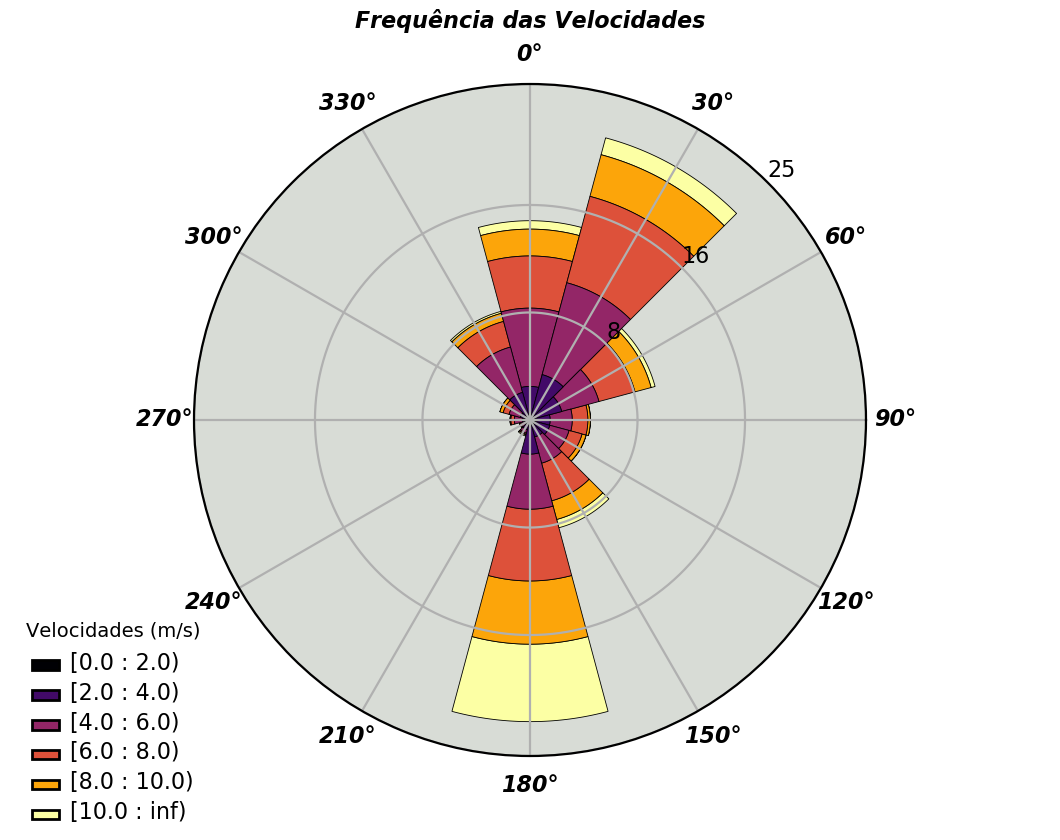 Frequência das Velocidades
0°
330°
30°
25
300°
60°
16
8
270°
90°
240°
120°
210°
150°
180°
Velocidades (m/s)
[0.0 : 2.0)
[2.0 : 4.0)
[4.0 : 6.0)
[6.0 : 8.0)
[8.0 : 10.0)
[10.0 : inf)